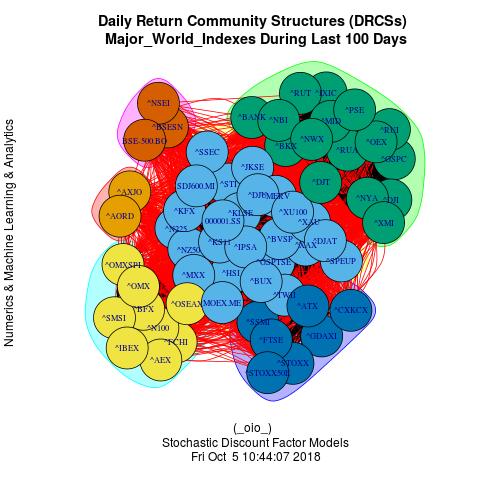 Daily Return Community Structures (DRCSs)
Major_World_Indexes During Last 100 Days
Numerics & Machine Learning & Analytics
^NSEI
^BSESN
BSE-500.BO
^RUT
^IXIC
^PSE
^BANK
^NBI
^MID
^REI
^OEX
^NWX
^BKX
^RUA
^GSPC
^SSEC
^JKSE
^DJT
SDJ600.MI
^STI
^NYA
^DJI
^AXJO
^AORD
^KFX
^KLSE
000001.SS
^XU100
^XAU
^XMI
^N225
^KS11
^IPSA
^BVSP
^DJAT
^NZ50
^OMXSPI
^MXX
^HSI
^GSPTSE
^SPEUP
^OMX
^BUX
^TWII
^OSEAX
MOEX.ME
^ATX
^CXKCX
^SMSI
^BFX
^N100
^SSMI
^FTSE
^GDAXI
^IBEX
^FCHI
^AEX
^STOXX
^STOXX50E
(_oio_)
Stochastic Discount Factor Models
Fri Oct 5 10:44:07 2018